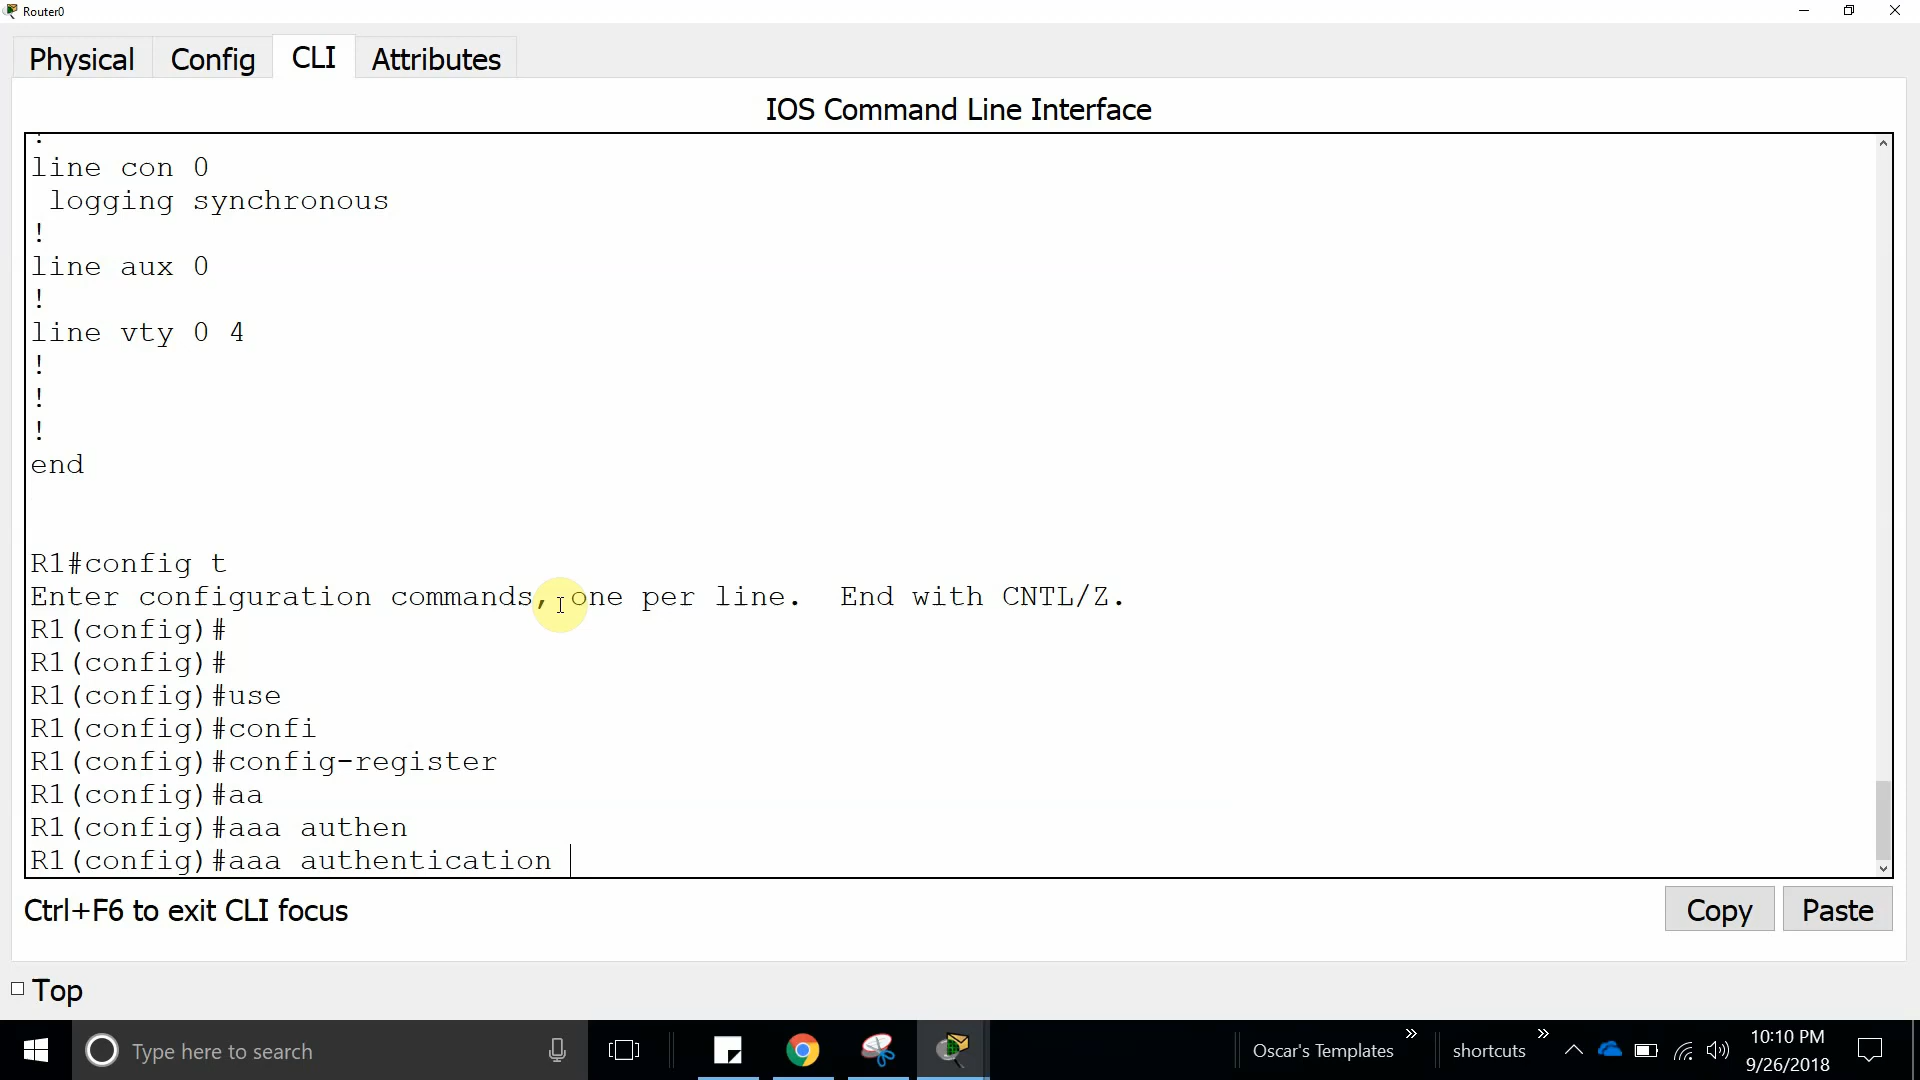 Router0
Physical Config CLI Attributes
IOS Command Line Interface
!
line con 0
 logging synchronous
!
line aux 0
!
line vty 0 4
!
!
!
end
R1#config t
Enter configuration commands, one per line.  End with CNTL/Z.
R1(config)#
R1(config)#
R1(config)#use
R1(config)#confi
R1(config)#config-register
R1(config)#aa
R1(config)#aaa authen
R1(config)#aaa authentication
Ctrl+F6 to exit CLI focus
Copy Paste
Top
Type here to search
Oscar's Templates » shortcuts »
10:10 PM
9/26/2018